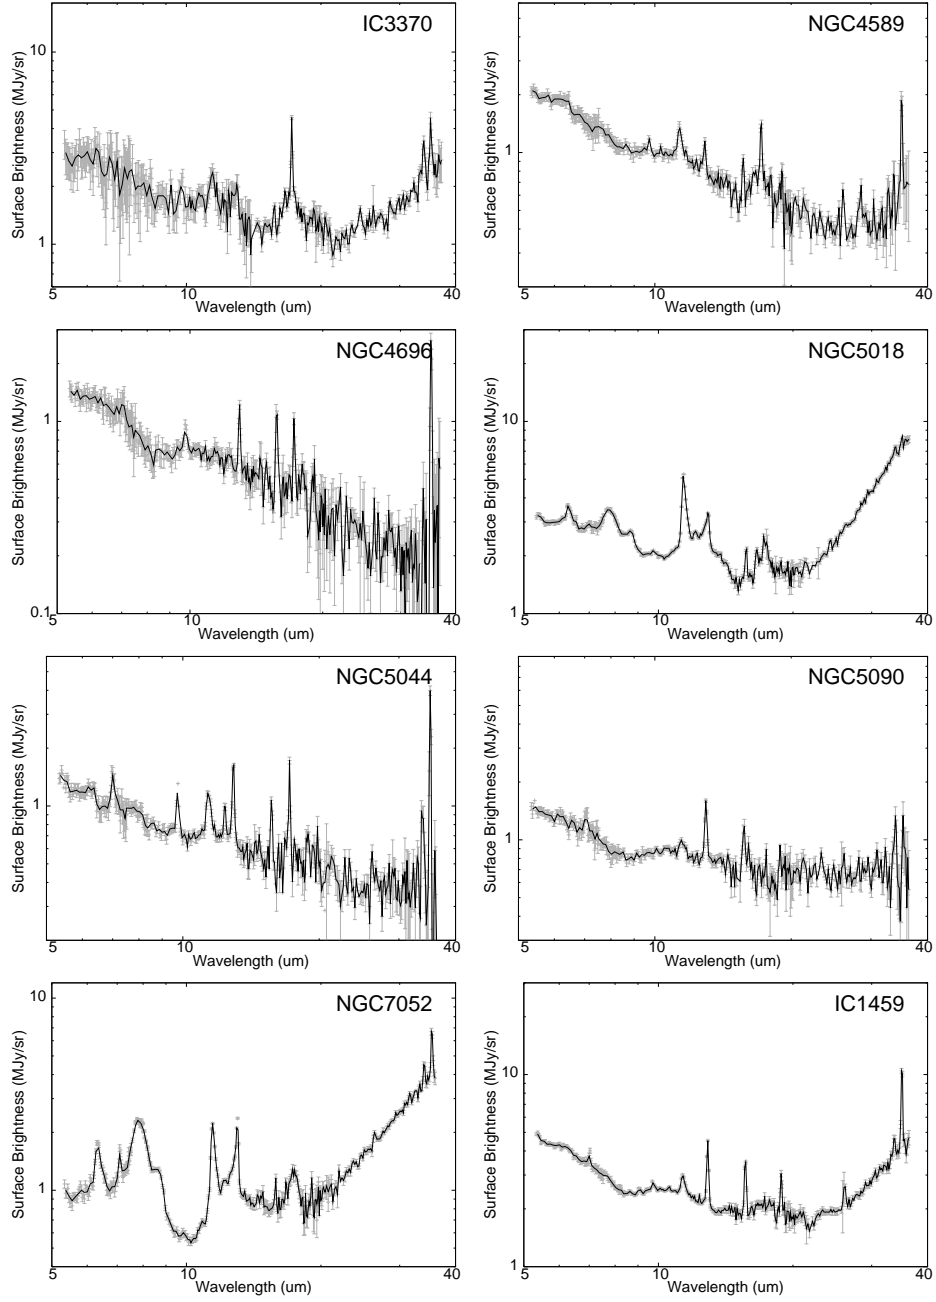 IC3370
Surface Brightness (MJy/sr)
10
1
5
10
40
Wavelength (um)
NGC4589
Surface Brightness (MJy/sr)
1
5
10
40
Wavelength (um)
NGC4696
Surface Brightness (MJy/sr)
1
0.1
5
10
40
Wavelength (um)
NGC5018
Surface Brightness (MJy/sr)
10
1
5
10
40
Wavelength (um)
NGC5044
Surface Brightness (MJy/sr)
1
5
10
40
Wavelength (um)
NGC5090
Surface Brightness (MJy/sr)
1
5
10
40
Wavelength (um)
NGC7052
Surface Brightness (MJy/sr)
10
1
5
10
40
Wavelength (um)
IC1459
Surface Brightness (MJy/sr)
10
1
5
10
40
Wavelength (um)